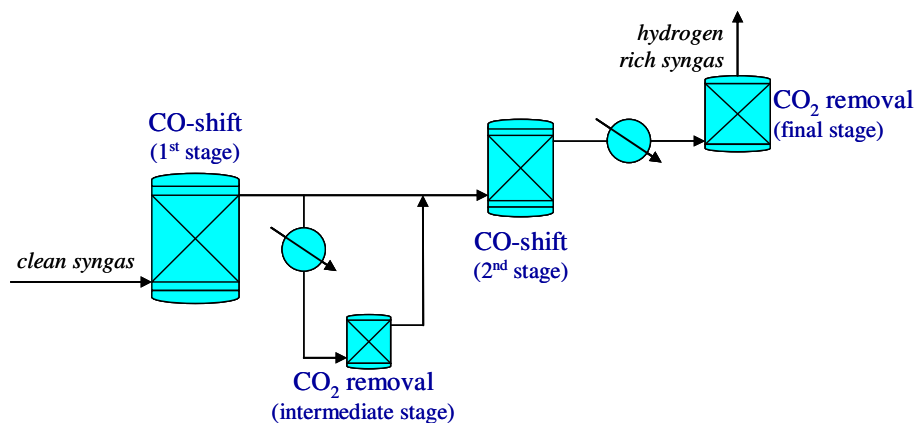 hydrogen
rich syngas
CO₂ removal
(final stage)
CO-shift
(1ˢᵗ stage)
CO-shift
(2ⁿᵈ stage)
clean syngas
CO₂ removal
(intermediate stage)